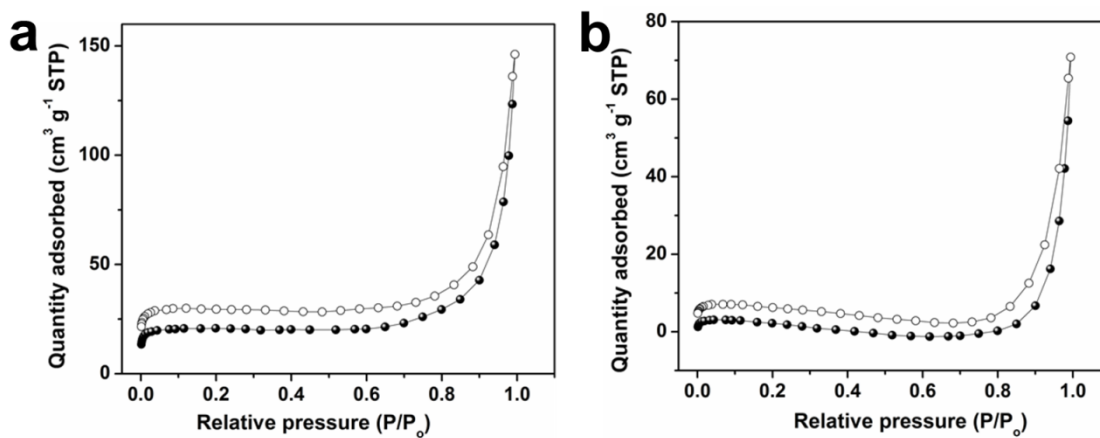 a
Quantity adsorbed (cm³ g⁻¹ STP)
150
100
50
0
0.0 0.2 0.4 0.6 0.8 1.0
Relative pressure (P/Pₒ)
b
Quantity adsorbed (cm³ g⁻¹ STP)
80
60
40
20
0
0.0 0.2 0.4 0.6 0.8 1.0
Relative pressure (P/Pₒ)